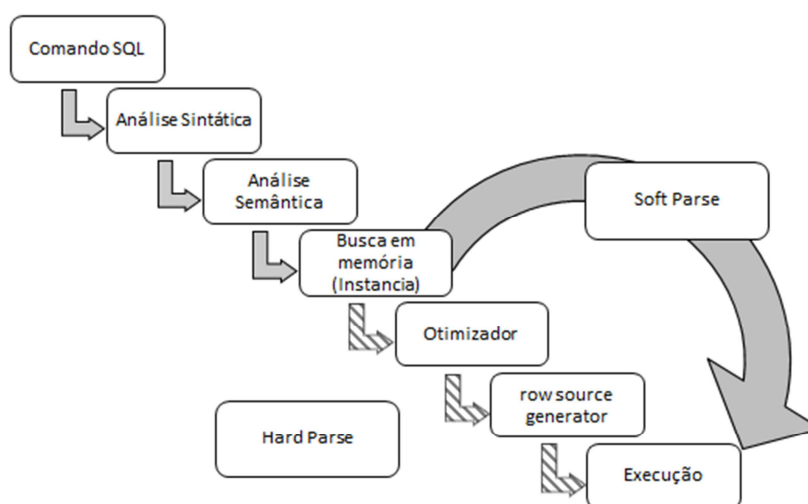 Comando SQL
Análise Sintática
Análise
Semântica
Soft Parse
Busca em
memória
(Instancia)
Otimizador
row source
generator
Hard Parse
Execução